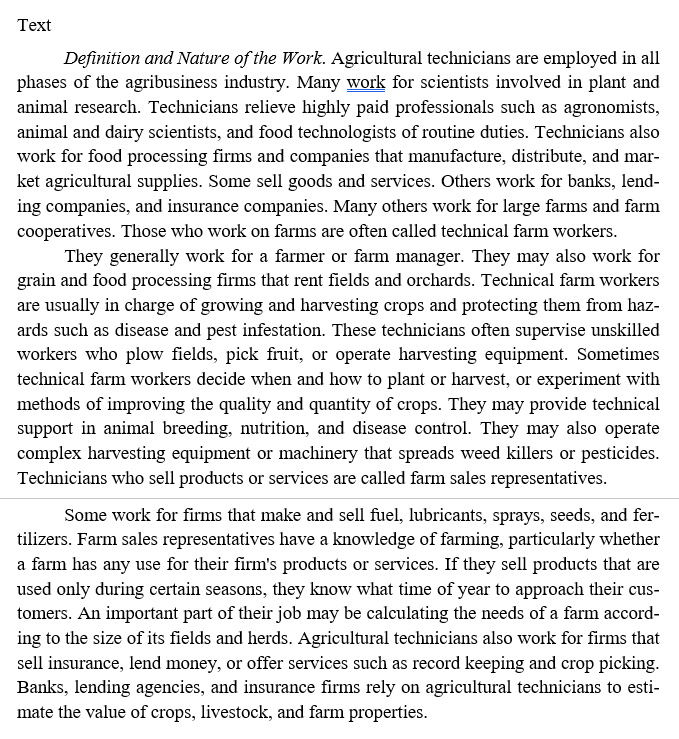 Text
Definition and Nature of the Work. Agricultural technicians are employed in all
phases of the agribusiness industry. Many work for scientists involved in plant and
animal research. Technicians relieve highly paid professionals such as agronomists,
animal and dairy scientists, and food technologists of routine duties. Technicians also
work for food processing firms and companies that manufacture, distribute, and mar-
ket agricultural supplies. Some sell goods and services. Others work for banks, lend-
ing companies, and insurance companies. Many others work for large farms and farm
cooperatives. Those who work on farms are often called technical farm workers.
They generally work for a farmer or farm manager. They may also work for
grain and food processing firms that rent fields and orchards. Technical farm workers
are usually in charge of growing and harvesting crops and protecting them from haz-
ards such as disease and pest infestation. These technicians often supervise unskilled
workers who plow fields, pick fruit, or operate harvesting equipment. Sometimes
technical farm workers decide when and how to plant or harvest, or experiment with
methods of improving the quality and quantity of crops. They may provide technical
support in animal breeding, nutrition, and disease control. They may also operate
complex harvesting equipment or machinery that spreads weed killers or pesticides.
Technicians who sell products or services are called farm sales representatives.
Some work for firms that make and sell fuel, lubricants, sprays, seeds, and fer-
tilizers. Farm sales representatives have a knowledge of farming, particularly whether
a farm has any use for their firm's products or services. If they sell products that are
used only during certain seasons, they know what time of year to approach their cus-
tomers. An important part of their job may be calculating the needs of a farm accord-
ing to the size of its fields and herds. Agricultural technicians also work for firms that
sell insurance, lend money, or offer services such as record keeping and crop picking.
Banks, lending agencies, and insurance firms rely on agricultural technicians to esti-
mate the value of crops, livestock, and farm properties.